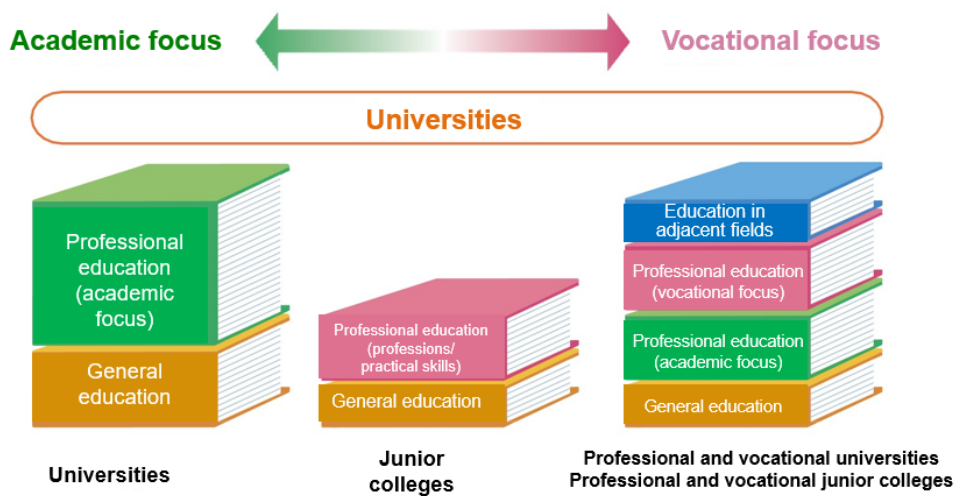 Academic focus
Vocational focus
Universities
Professional
education
(academic
focus)
General
education
Universities
Professional education
(professions/
practical skills)
General education
Junior
colleges
Education in
adjacent fields
Professional education
(vocational focus)
Professional education
(academic focus)
General education
Professional and vocational universities
Professional and vocational junior colleges